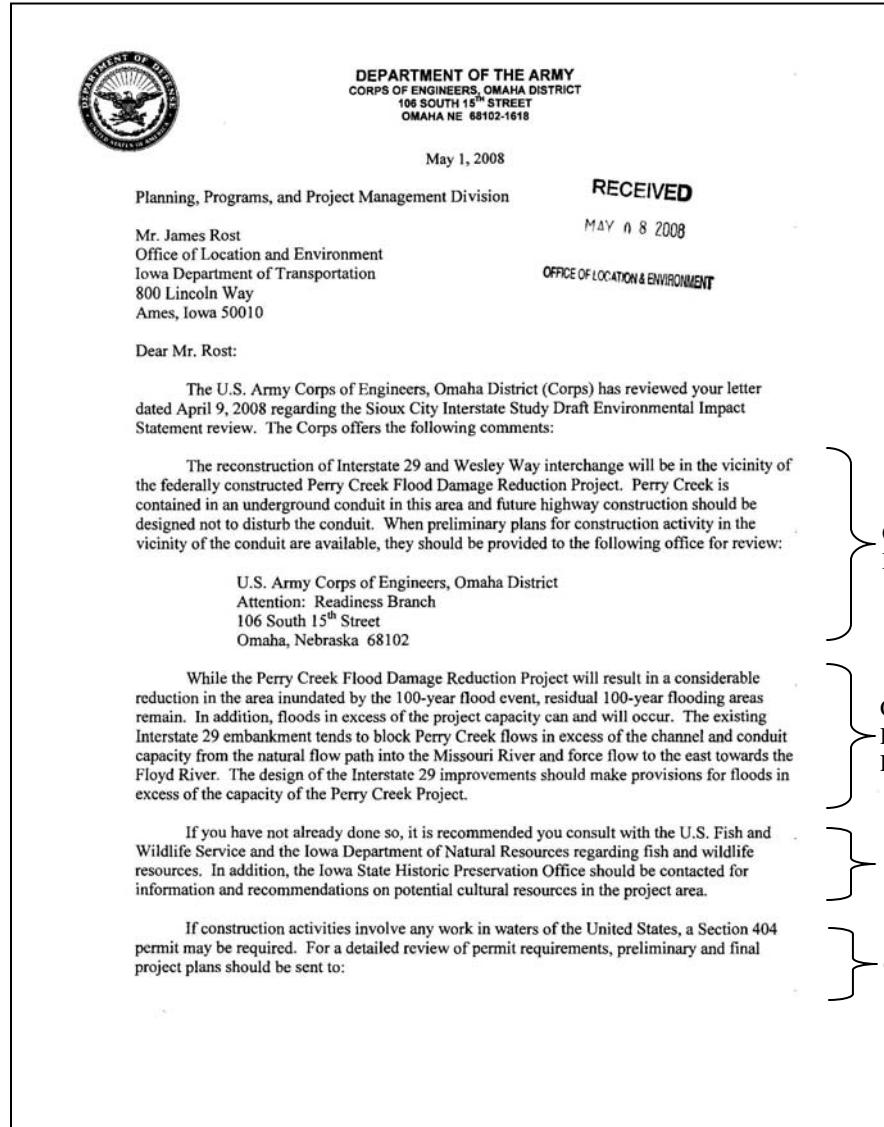 DEPARTMENT OF DEFENSE
UNITED STATES OF AMERICA
DEPARTMENT OF THE ARMY
CORPS OF ENGINEERS, OMAHA DISTRICT
106 SOUTH 15TH STREET
OMAHA NE 68102-1618
May 1, 2008
Planning, Programs, and Project Management Division
RECEIVED
MAY 0 8 2008
OFFICE OF LOCATION & ENVIRONMENT
Mr. James Rost
Office of Location and Environment
Iowa Department of Transportation
800 Lincoln Way
Ames, Iowa 50010
Dear Mr. Rost:
The U.S. Army Corps of Engineers, Omaha District (Corps) has reviewed your letter
dated April 9, 2008 regarding the Sioux City Interstate Study Draft Environmental Impact
Statement review. The Corps offers the following comments:
The reconstruction of Interstate 29 and Wesley Way interchange will be in the vicinity of
the federally constructed Perry Creek Flood Damage Reduction Project. Perry Creek is
contained in an underground conduit in this area and future highway construction should be
designed not to disturb the conduit. When preliminary plans for construction activity in the
vicinity of the conduit are available, they should be provided to the following office for review:
U.S. Army Corps of Engineers, Omaha District
Attention: Readiness Branch
106 South 15th Street
Omaha, Nebraska 68102
While the Perry Creek Flood Damage Reduction Project will result in a considerable
reduction in the area inundated by the 100-year flood event, residual 100-year flooding areas
remain. In addition, floods in excess of the project capacity can and will occur. The existing
Interstate 29 embankment tends to block Perry Creek flows in excess of the channel and conduit
capacity from the natural flow path into the Missouri River and force flow to the east towards the
Floyd River. The design of the Interstate 29 improvements should make provisions for floods in
excess of the capacity of the Perry Creek Project.
If you have not already done so, it is recommended you consult with the U.S. Fish and
Wildlife Service and the Iowa Department of Natural Resources regarding fish and wildlife
resources. In addition, the Iowa State Historic Preservation Office should be contacted for
information and recommendations on potential cultural resources in the project area.
If construction activities involve any work in waters of the United States, a Section 404
permit may be required. For a detailed review of permit requirements, preliminary and final
project plans should be sent to: